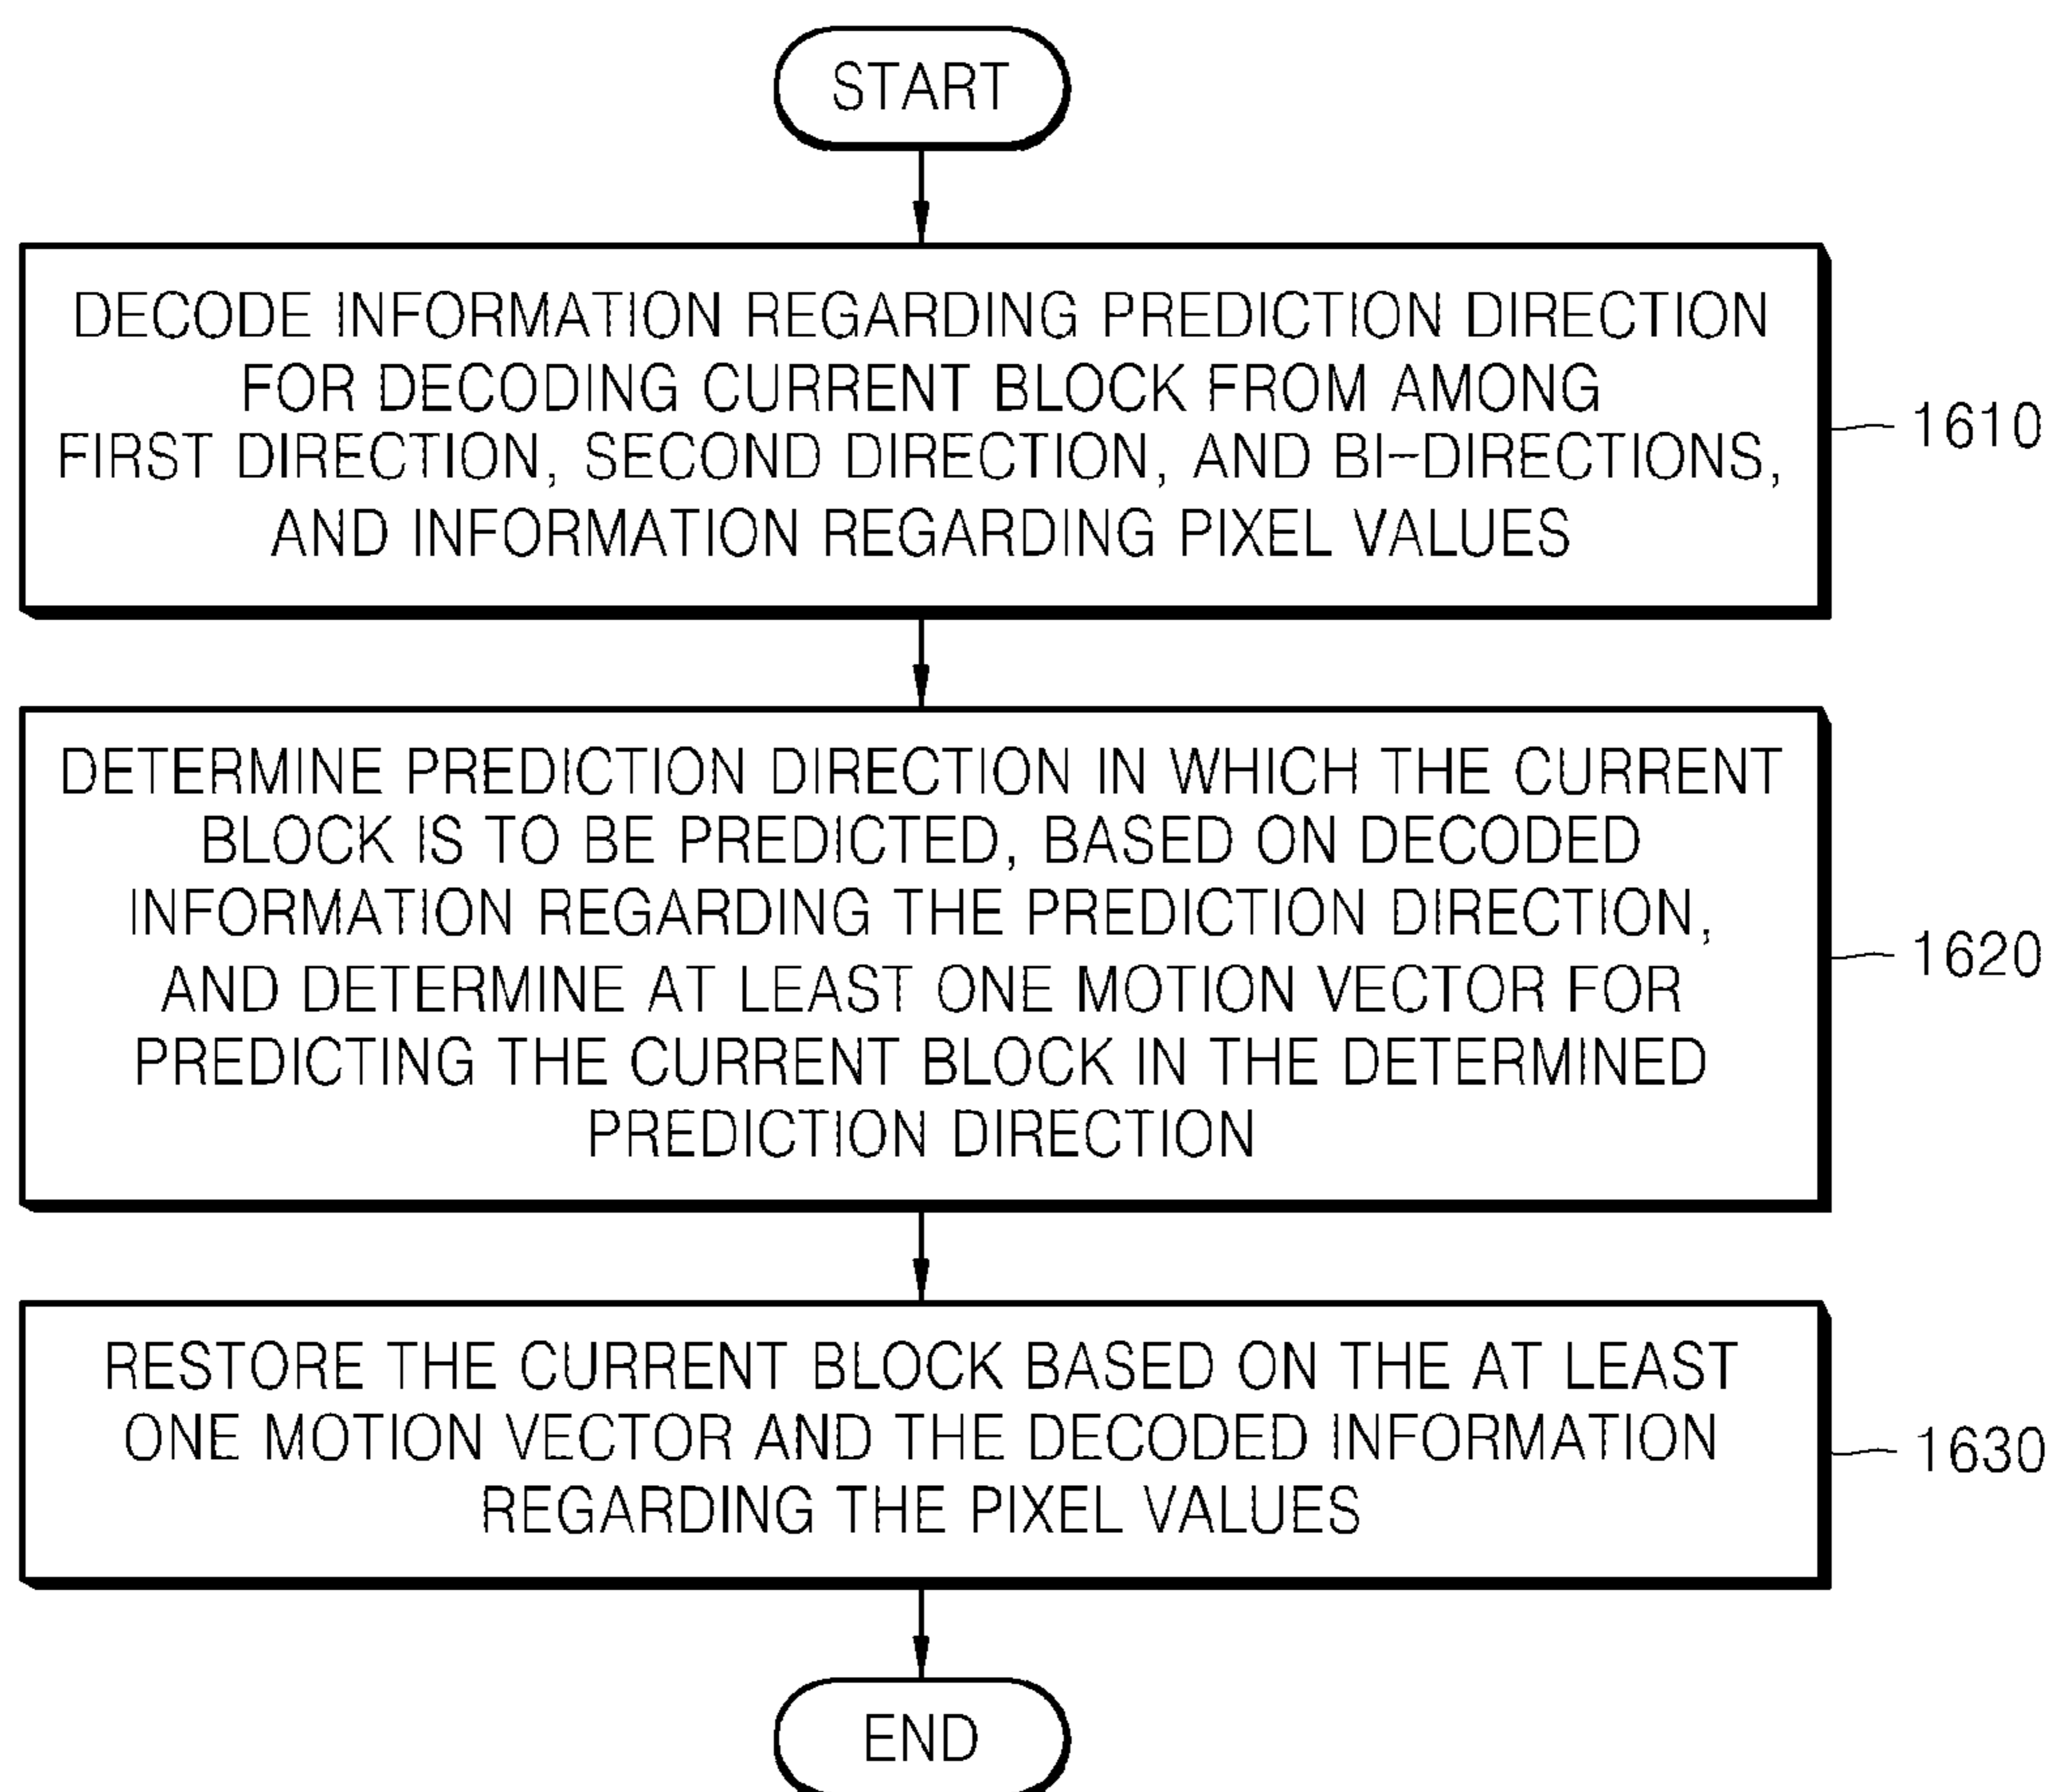 START
DECODE INFORMATION REGARDING PREDICTION DIRECTION
FOR DECODING CURRENT BLOCK FROM AMONG
FIRST DIRECTION, SECOND DIRECTION, AND BI-DIRECTIONS,
AND INFORMATION REGARDING PIXEL VALUES
1610
DETERMINE PREDICTION DIRECTION IN WHICH THE CURRENT
BLOCK IS TO BE PREDICTED, BASED ON DECODED
INFORMATION REGARDING THE PREDICTION DIRECTION,
AND DETERMINE AT LEAST ONE MOTION VECTOR FOR
PREDICTING THE CURRENT BLOCK IN THE DETERMINED
PREDICTION DIRECTION
1620
RESTORE THE CURRENT BLOCK BASED ON THE AT LEAST
ONE MOTION VECTOR AND THE DECODED INFORMATION
REGARDING THE PIXEL VALUES
1630
END